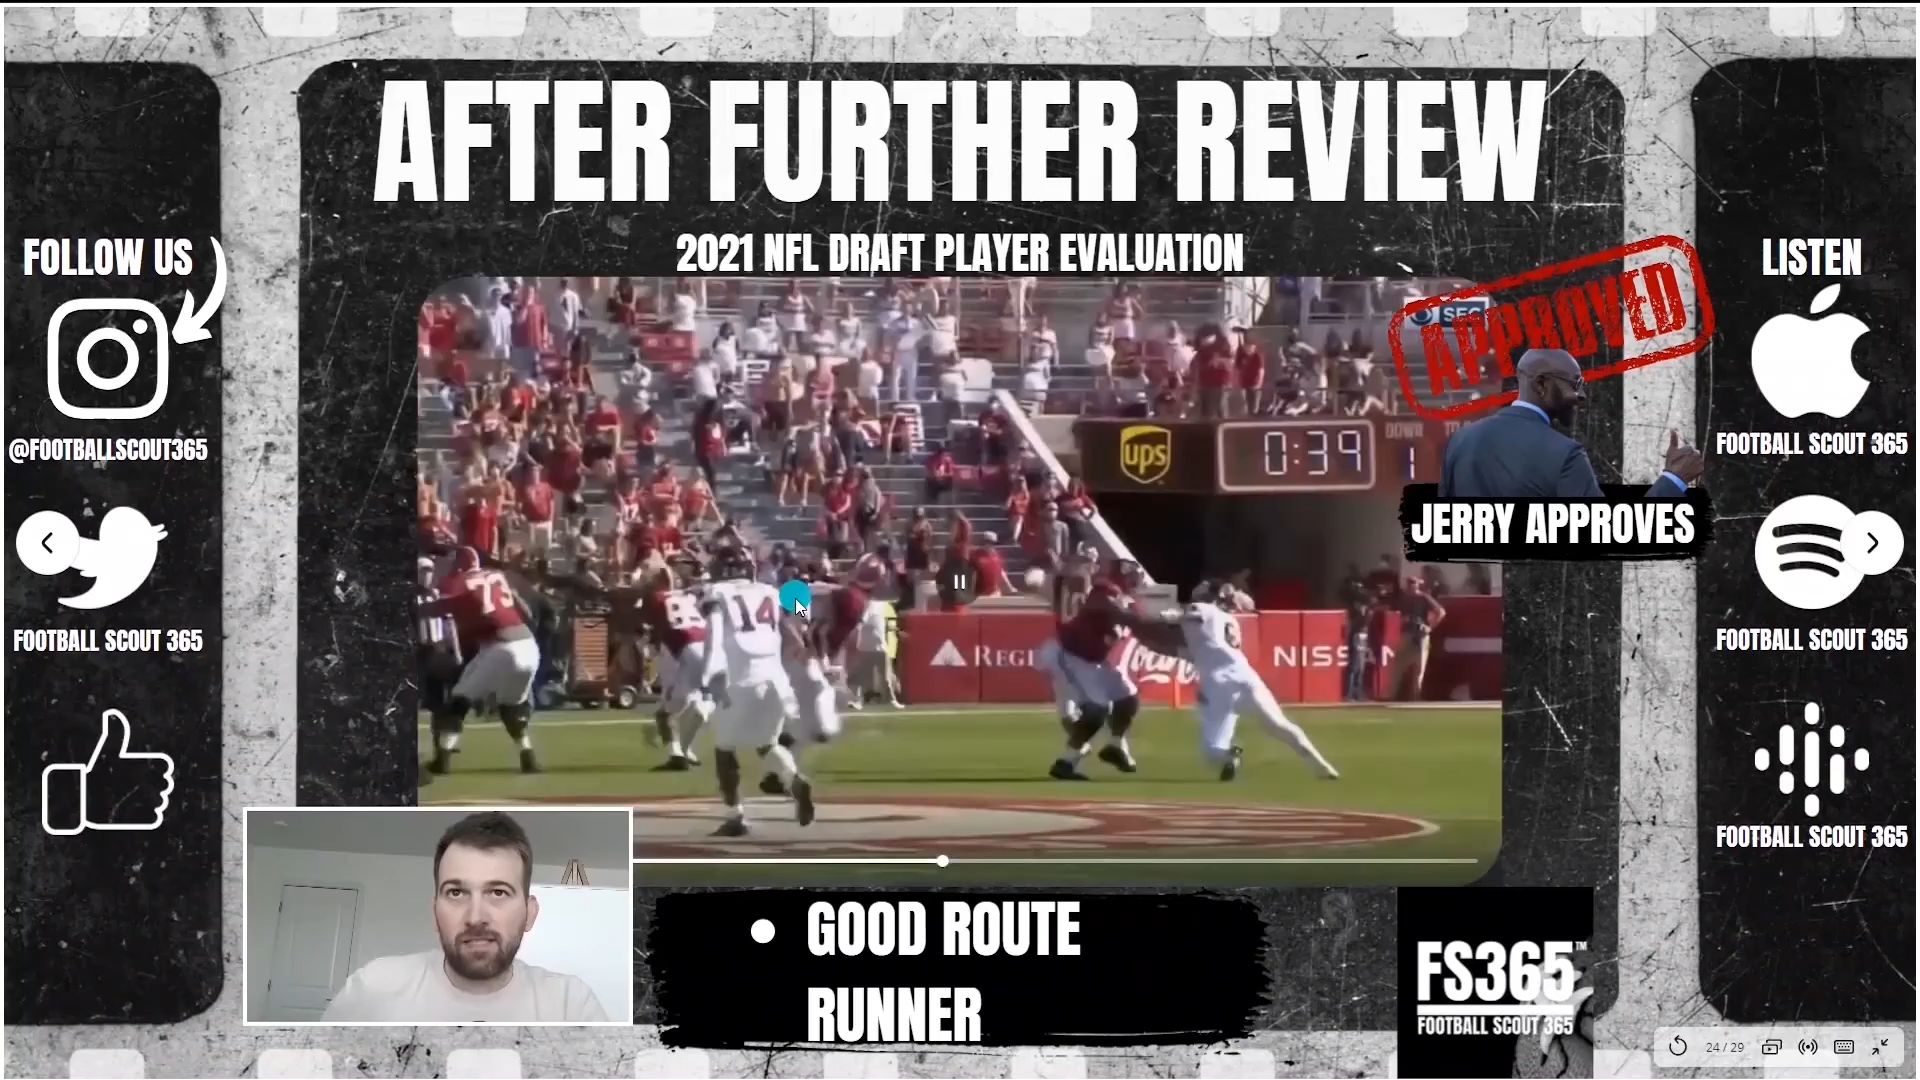 AFTER FURTHER REVIEW
2021 NFL DRAFT PLAYER EVALUATION
FOLLOW US
@FOOTBALLSCOUT365
FOOTBALL SCOUT 365
LISTEN
FOOTBALL SCOUT 365
FOOTBALL SCOUT 365
FOOTBALL SCOUT 365
APPROVED
SEC
JERRY APPROVES
ups
0:39
DOWN
1
73
14
NISSAN
GOOD ROUTE
RUNNER
FS365™
FOOTBALL SCOUT 365
24 / 29